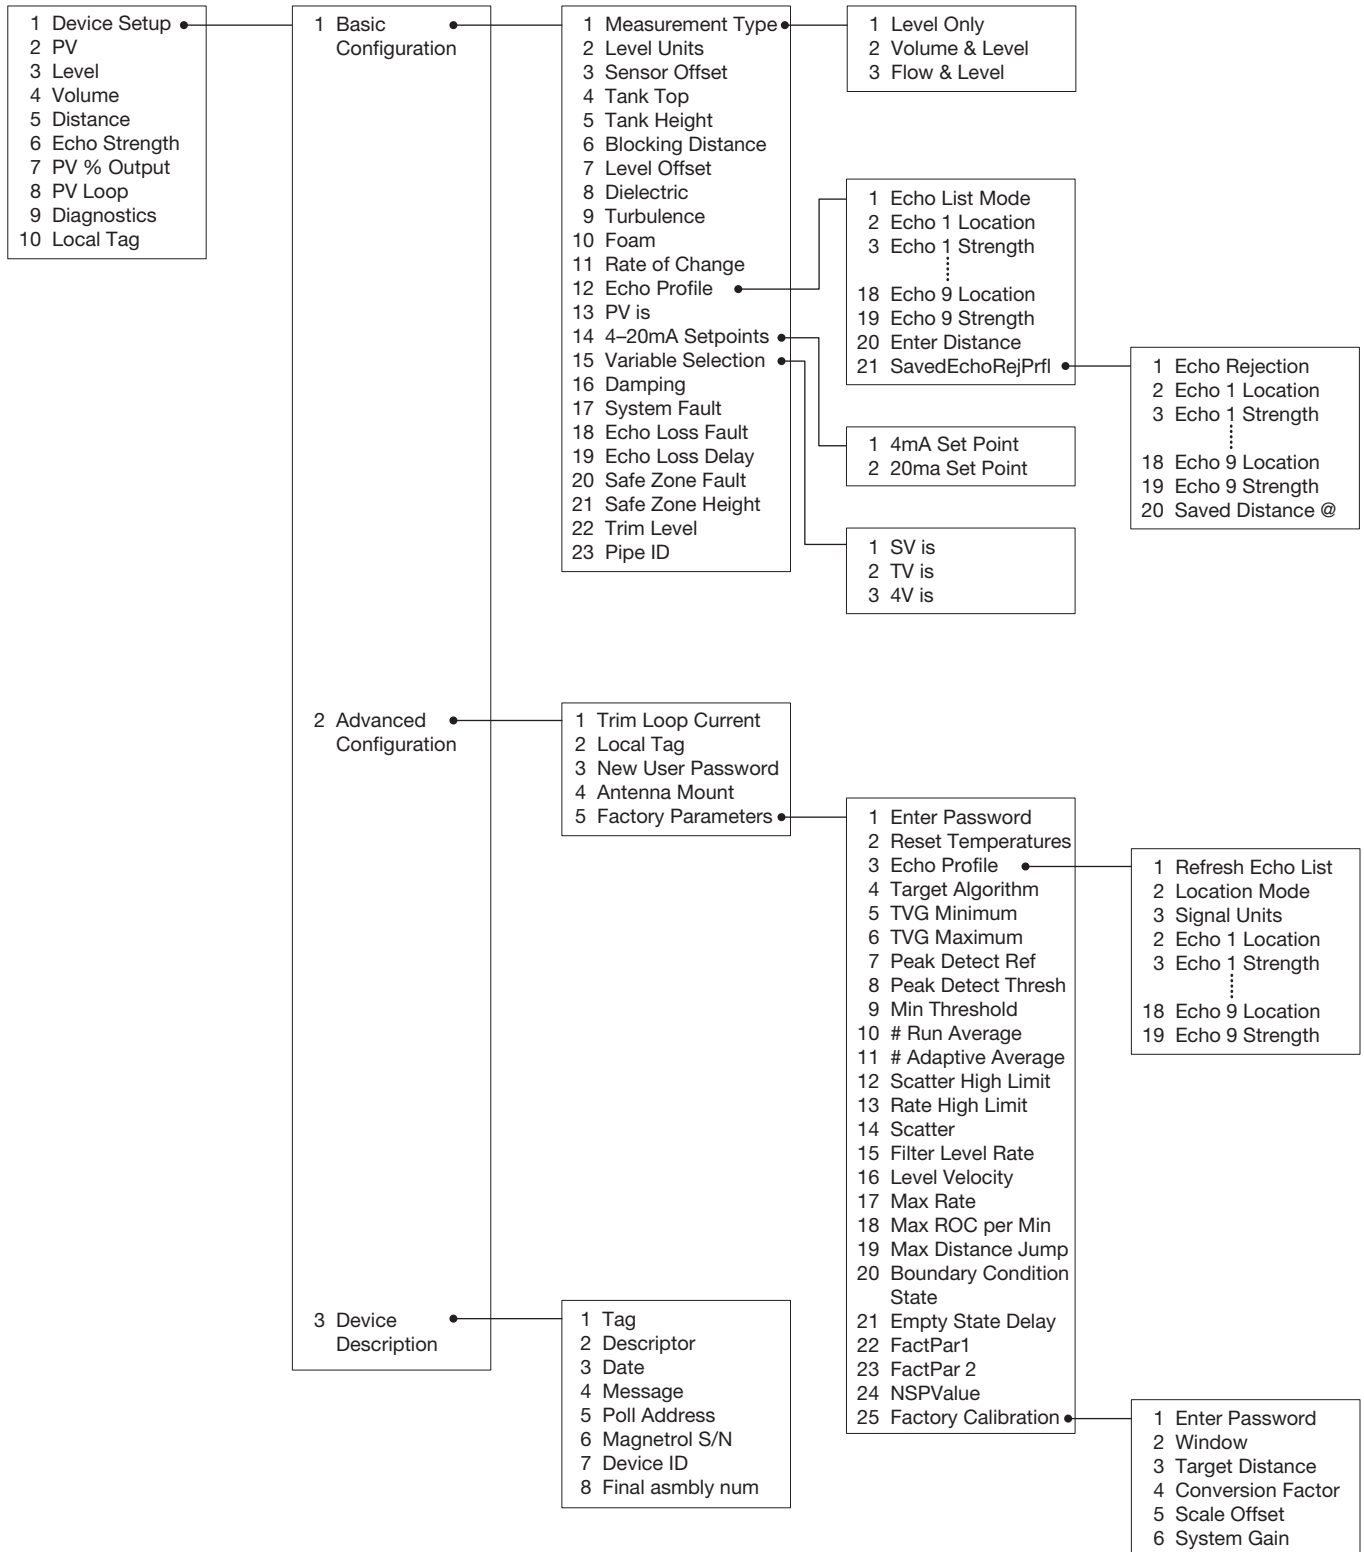 1 Device Setup
2 PV
3 Level
4 Volume
5 Distance
6 Echo Strength
7 PV % Output
8 PV Loop
9 Diagnostics
10 Local Tag
1 Basic
Configuration
2 Advanced
Configuration
3 Device
Description
1 Measurement Type
2 Level Units
3 Sensor Offset
4 Tank Top
5 Tank Height
6 Blocking Distance
7 Level Offset
8 Dielectric
9 Turbulence
10 Foam
11 Rate of Change
12 Echo Profile
13 PV is
14 4–20mA Setpoints
15 Variable Selection
16 Damping
17 System Fault
18 Echo Loss Fault
19 Echo Loss Delay
20 Safe Zone Fault
21 Safe Zone Height
22 Trim Level
23 Pipe ID
1 Level Only
2 Volume & Level
3 Flow & Level
1 Echo List Mode
2 Echo 1 Location
3 Echo 1 Strength
18 Echo 9 Location
19 Echo 9 Strength
20 Enter Distance
21 SavedEchoRejPrfl
1 Echo Rejection
2 Echo 1 Location
3 Echo 1 Strength
18 Echo 9 Location
19 Echo 9 Strength
20 Saved Distance @
1 4mA Set Point
2 20ma Set Point
1 SV is
2 TV is
3 4V is
1 Trim Loop Current
2 Local Tag
3 New User Password
4 Antenna Mount
5 Factory Parameters
1 Enter Password
2 Reset Temperatures
3 Echo Profile
4 Target Algorithm
5 TVG Minimum
6 TVG Maximum
7 Peak Detect Ref
8 Peak Detect Thresh
9 Min Threshold
10 # Run Average
11 # Adaptive Average
12 Scatter High Limit
13 Rate High Limit
14 Scatter
15 Filter Level Rate
16 Level Velocity
17 Max Rate
18 Max ROC per Min
19 Max Distance Jump
20 Boundary Condition
State
21 Empty State Delay
22 FactPar1
23 FactPar 2
24 NSPValue
25 Factory Calibration
1 Refresh Echo List
2 Location Mode
3 Signal Units
2 Echo 1 Location
3 Echo 1 Strength
18 Echo 9 Location
19 Echo 9 Strength
1 Enter Password
2 Window
3 Target Distance
4 Conversion Factor
5 Scale Offset
6 System Gain
1 Tag
2 Descriptor
3 Date
4 Message
5 Poll Address
6 Magnetrol S/N
7 Device ID
8 Final asmbly num